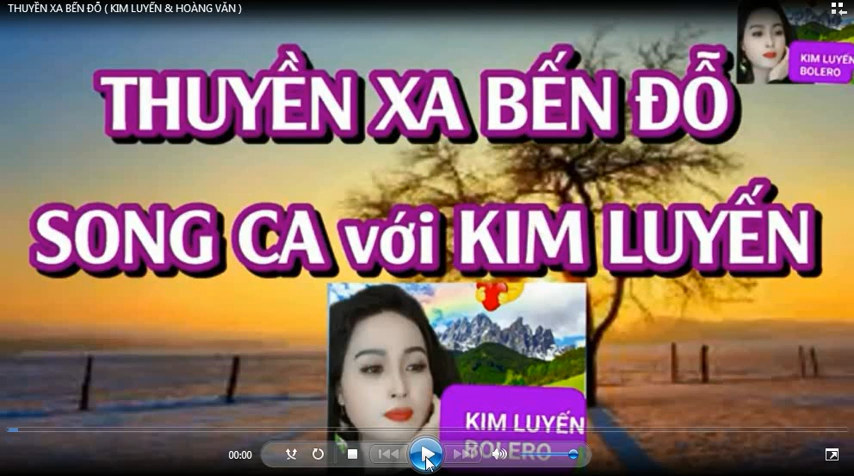 THUYỀN XA BẾN ĐỖ ( KIM LUYẾN & HOÀNG VĂN )
KIM LUYẾN
BOLERO
THUYỀN XA BẾN ĐỖ
SONG CA với KIM LUYẾN
KIM LUYẾN
BOLERO
00:00